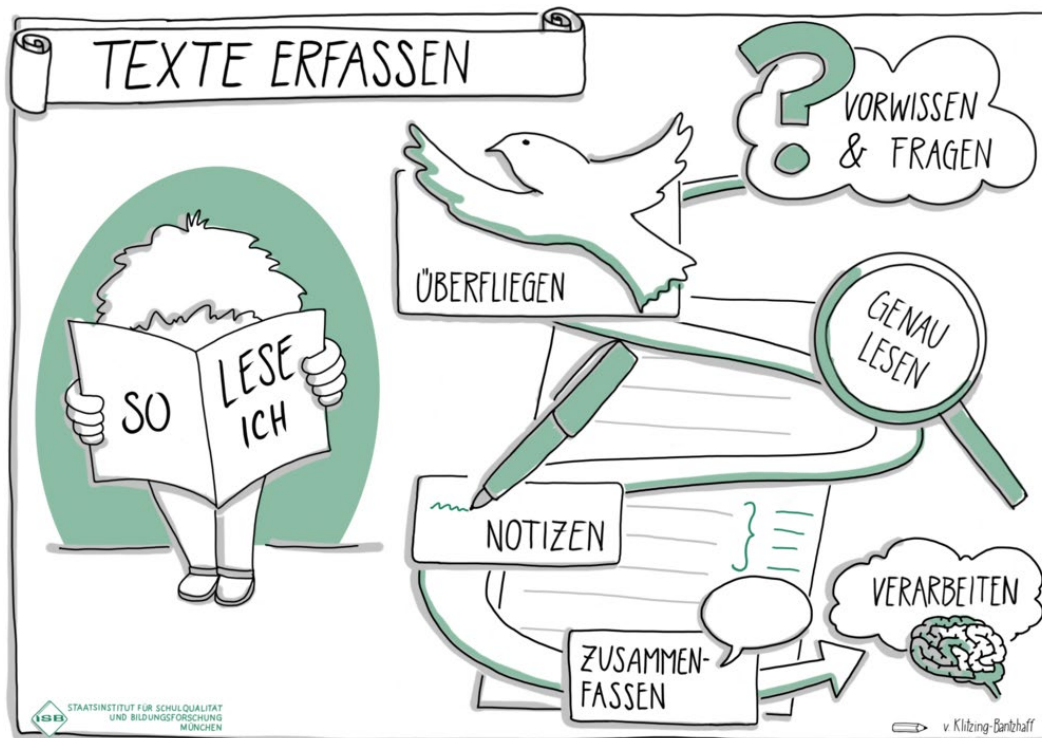 TEXTE ERFASSEN
SO
LESE
ICH
VORWISSEN
& FRAGEN
ÜBERFLIEGEN
GENAU
LESEN
NOTIZEN
ZUSAMMEN-
FASSEN
VERARBEITEN
ISB
STAATSINSTITUT FÜR SCHULQUALITÄT
UND BILDUNGSFORSCHUNG
MÜNCHEN
v. Klitzing-Bantzhaff